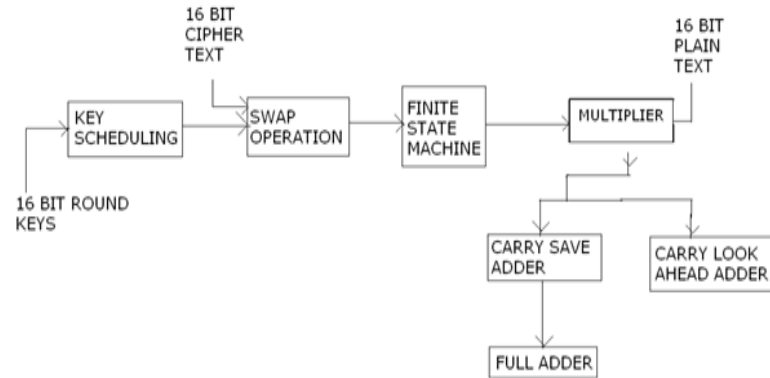 16 BIT
CIPHER
TEXT
16 BIT
PLAIN
TEXT
KEY
SCHEDULING
SWAP
OPERATION
FINITE
STATE
MACHINE
MULTIPLIER
16 BIT ROUND
KEYS
CARRY SAVE
ADDER
CARRY LOOK
AHEAD ADDER
FULL ADDER